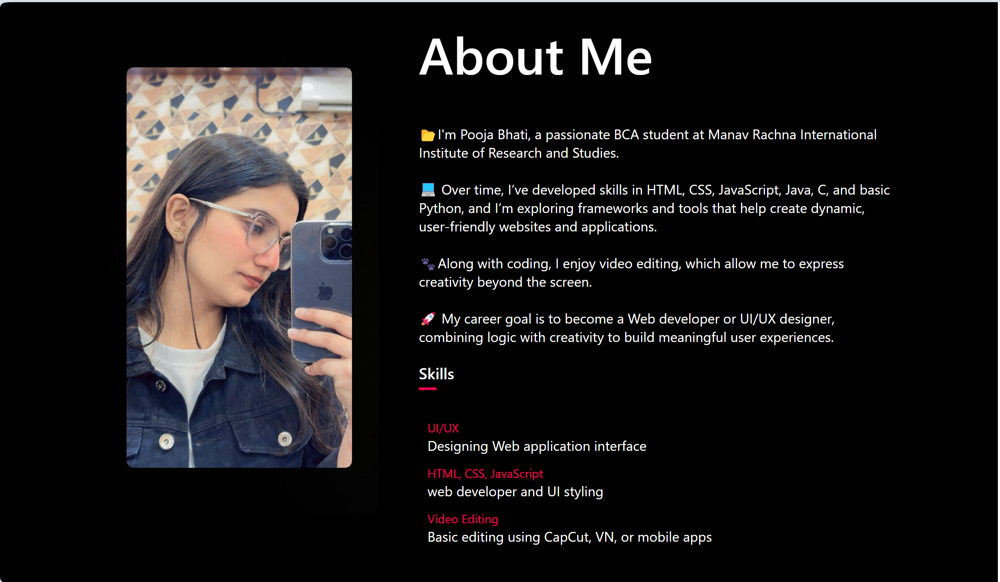 About Me
📂I'm Pooja Bhati, a passionate BCA student at Manav Rachna International
Institute of Research and Studies.
💻 Over time, I’ve developed skills in HTML, CSS, JavaScript, Java, C, and basic
Python, and I’m exploring frameworks and tools that help create dynamic,
user-friendly websites and applications.
🐾Along with coding, I enjoy video editing, which allow me to express
creativity beyond the screen.
🚀 My career goal is to become a Web developer or UI/UX designer,
combining logic with creativity to build meaningful user experiences.
Skills
UI/UX
Designing Web application interface
HTML, CSS, JavaScript
web developer and UI styling
Video Editing
Basic editing using CapCut, VN, or mobile apps